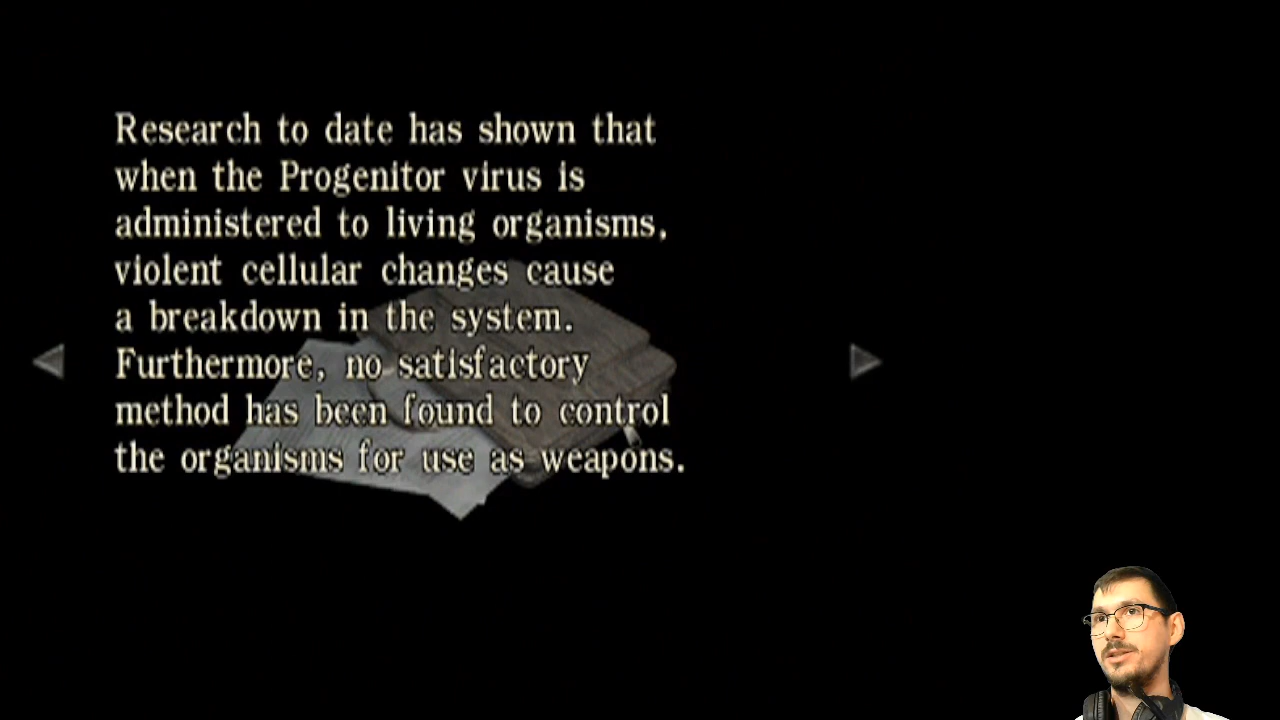 Research to date has shown that
when the Progenitor virus is
administered to living organisms,
violent cellular changes cause
a breakdown in the system.
Furthermore, no satisfactory
method has been found to control
the organisms for use as weapons.